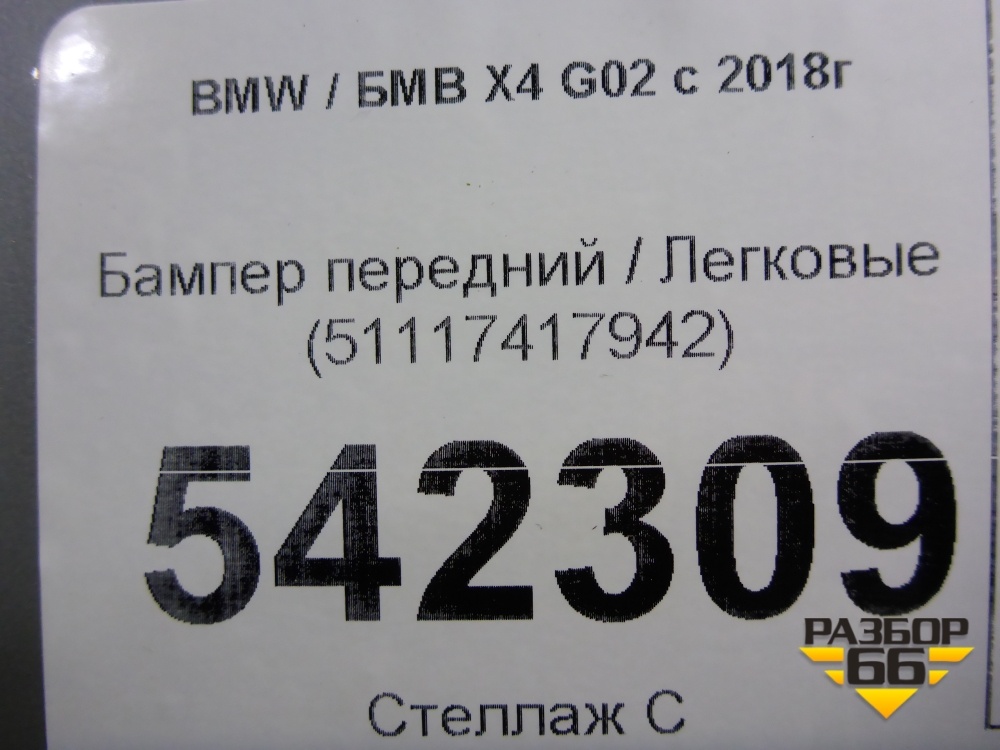 BMW / БМВ X4 G02 с 2018г
Бампер передний / Легковые
(51117417942)
542309
РАЗБОР
66
Стеллаж С